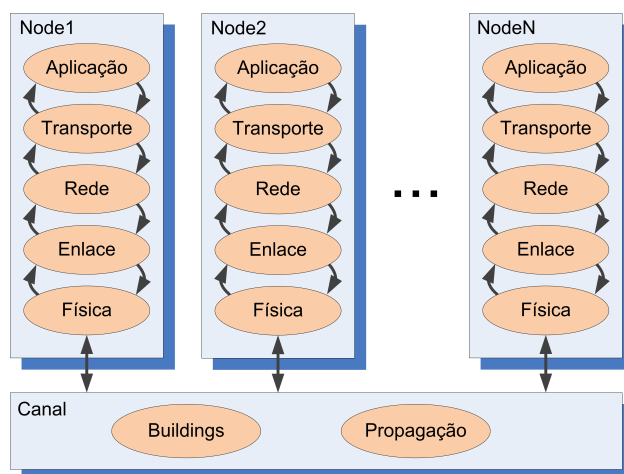 Node1
Aplicação
Transporte
Rede
Enlace
Física
Node2
Aplicação
Transporte
Rede
Enlace
Física
...
NodeN
Aplicação
Transporte
Rede
Enlace
Física
Canal
Buildings
Propagação